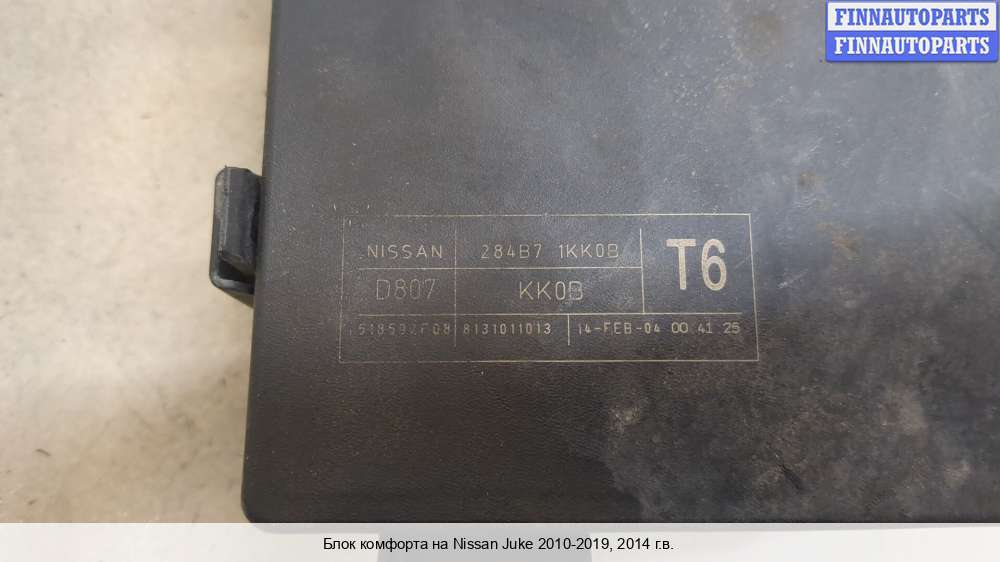 FINNAUTOPARTS
FINNAUTOPARTS
NISSAN 284B7 1KK0B T6
D807 KK0B
518592F08 8131011013 14-FEB-04 00 41 25
Блок комфорта на Nissan Juke 2010-2019, 2014 г.в.